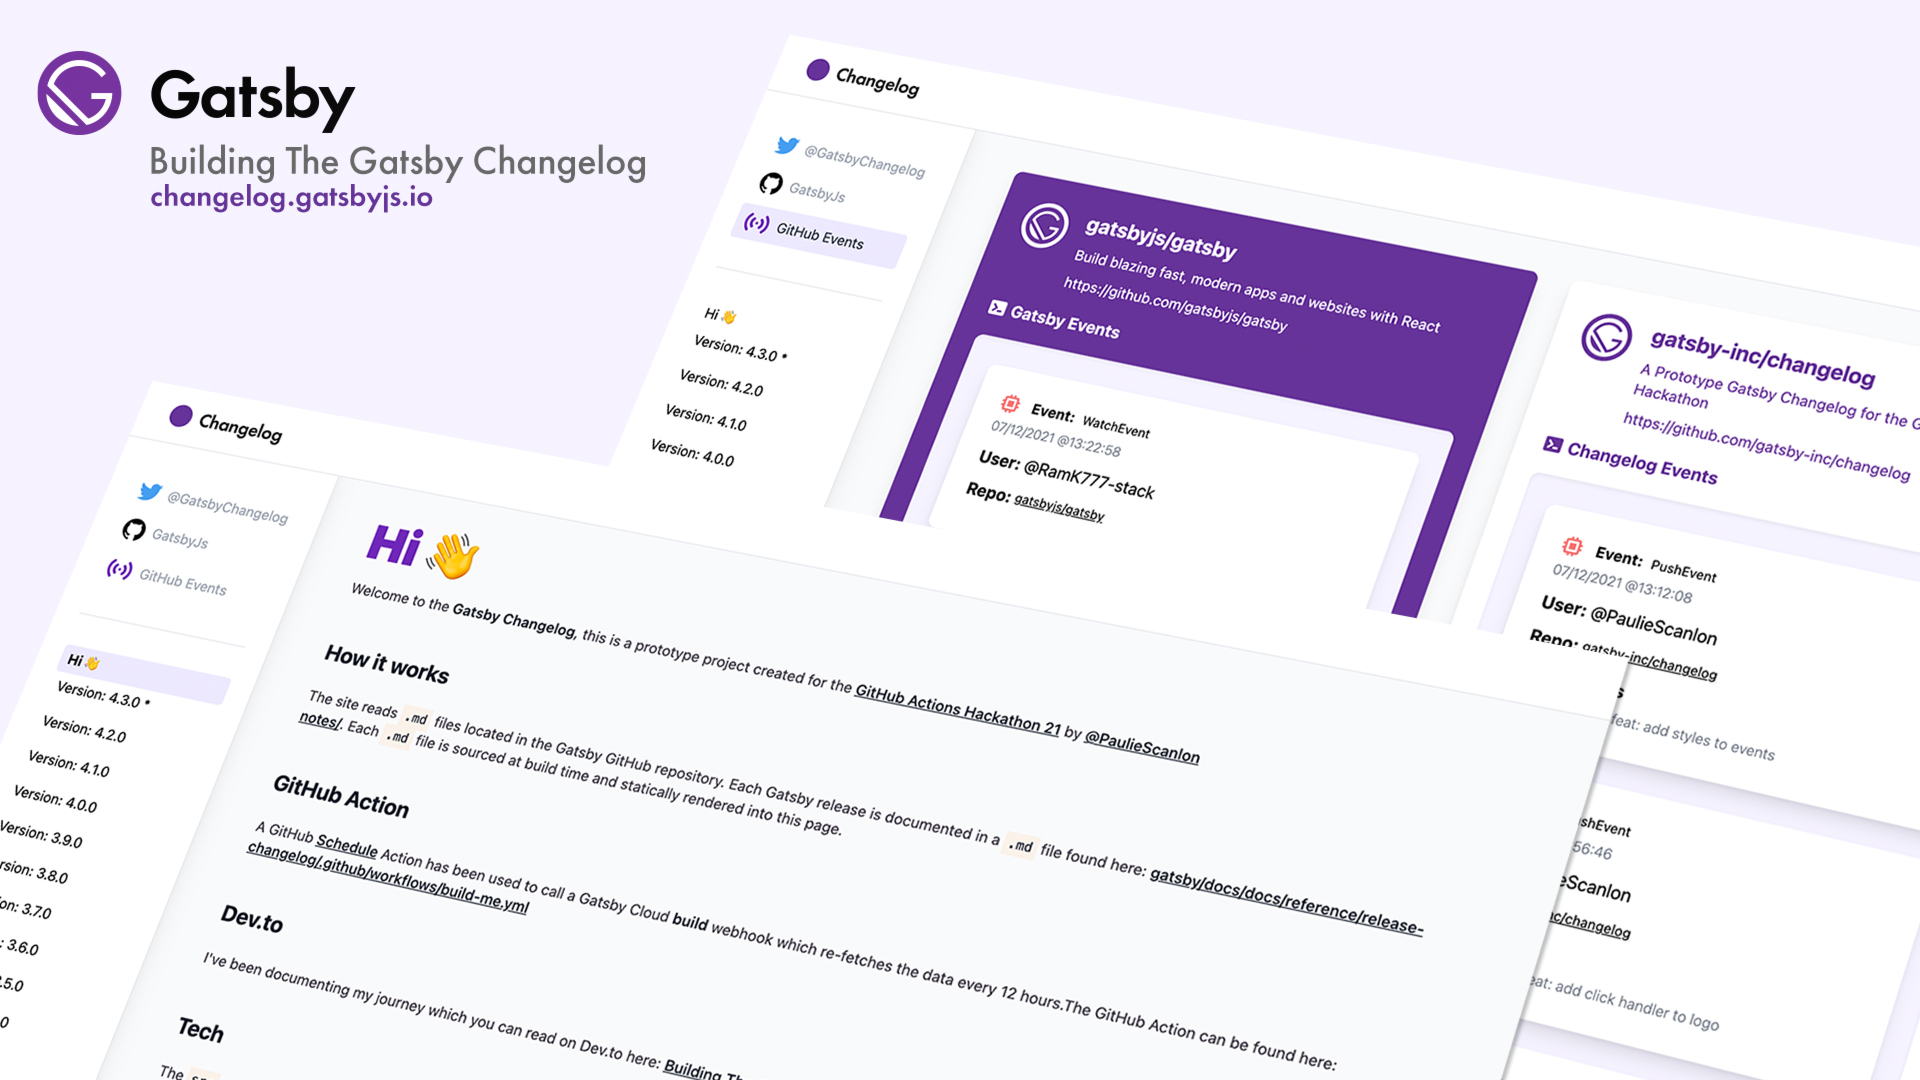 Gatsby
Building The Gatsby Changelog
changelog.gatsbyjs.io
Changelog
@GatsbyChangelog
GatsbyJs
GitHub Events
Hi 👋
Version: 4.3.0 *
Version: 4.2.0
Version: 4.1.0
Version: 4.0.0
gatsbyjs/gatsby
Build blazing fast, modern apps and websites with React
https://github.com/gatsbyjs/gatsby
Gatsby Events
Event: WatchEvent
07/12/2021 @13:22:58
User: @RamK777-stack
Repo: gatsbyjs/gatsby
gatsby-inc/changelog
A Prototype Gatsby Changelog for the G
Hackathon
https://github.com/gatsby-inc/changelog
Changelog Events
Event: PushEvent
07/12/2021 @13:12:08
User: @PaulieScanlon
Repo: gatsby-inc/changelog
s
feat: add styles to events
shEvent
56:46
eScanlon
nc/changelog
eat: add click handler to logo
Changelog
@GatsbyChangelog
GatsbyJs
GitHub Events
Hi 👋
Version: 4.3.0 *
Version: 4.2.0
Version: 4.1.0
Version: 4.0.0
Version: 3.9.0
rsion: 3.8.0
on: 3.7.0
: 3.6.0
.5.0
0
Hi 👋
Welcome to the Gatsby Changelog, this is a prototype project created for the GitHub Actions Hackathon 21 by @PaulieScanlon
How it works
The site reads .md files located in the Gatsby GitHub repository. Each Gatsby release is documented in a .md file found here: gatsby/docs/docs/reference/release-
notes/. Each .md file is sourced at build time and statically rendered into this page.
GitHub Action
A GitHub Schedule Action has been used to call a Gatsby Cloud build webhook which re-fetches the data every 12 hours.The GitHub Action can be found here:
changelog/.github/workflows/build-me.yml
Dev.to
I've been documenting my journey which you can read on Dev.to here: Building Th
Tech
The